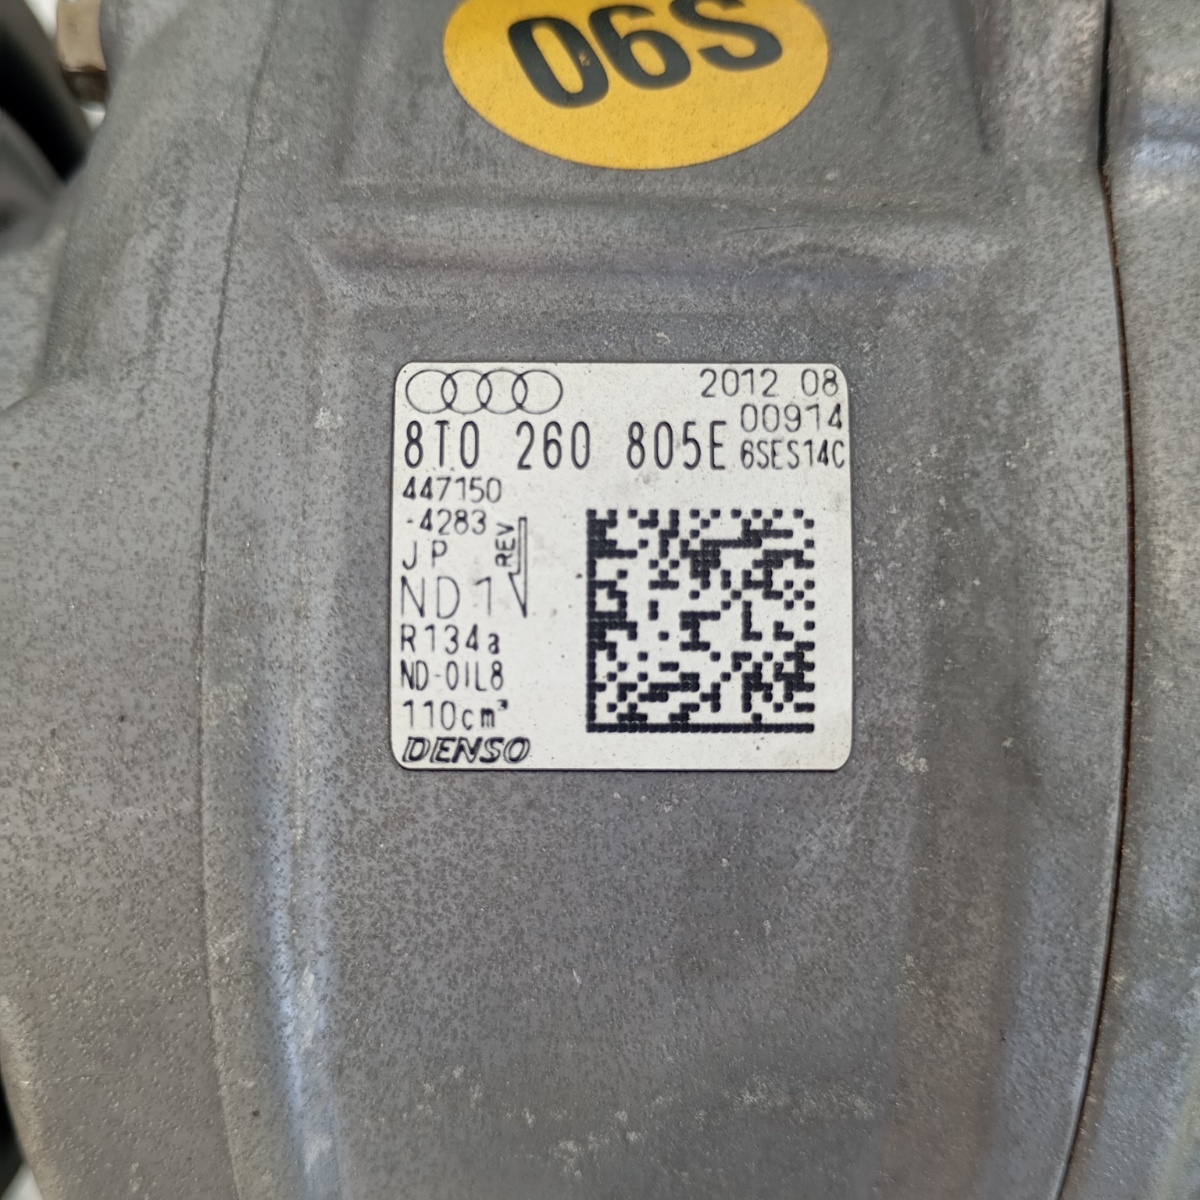 06S
2012 08
00914
8T0 260 805E 6SES14C
447150
-4283
REV
JP
ND1
R134a
ND-OIL8
110cm³
DENSO